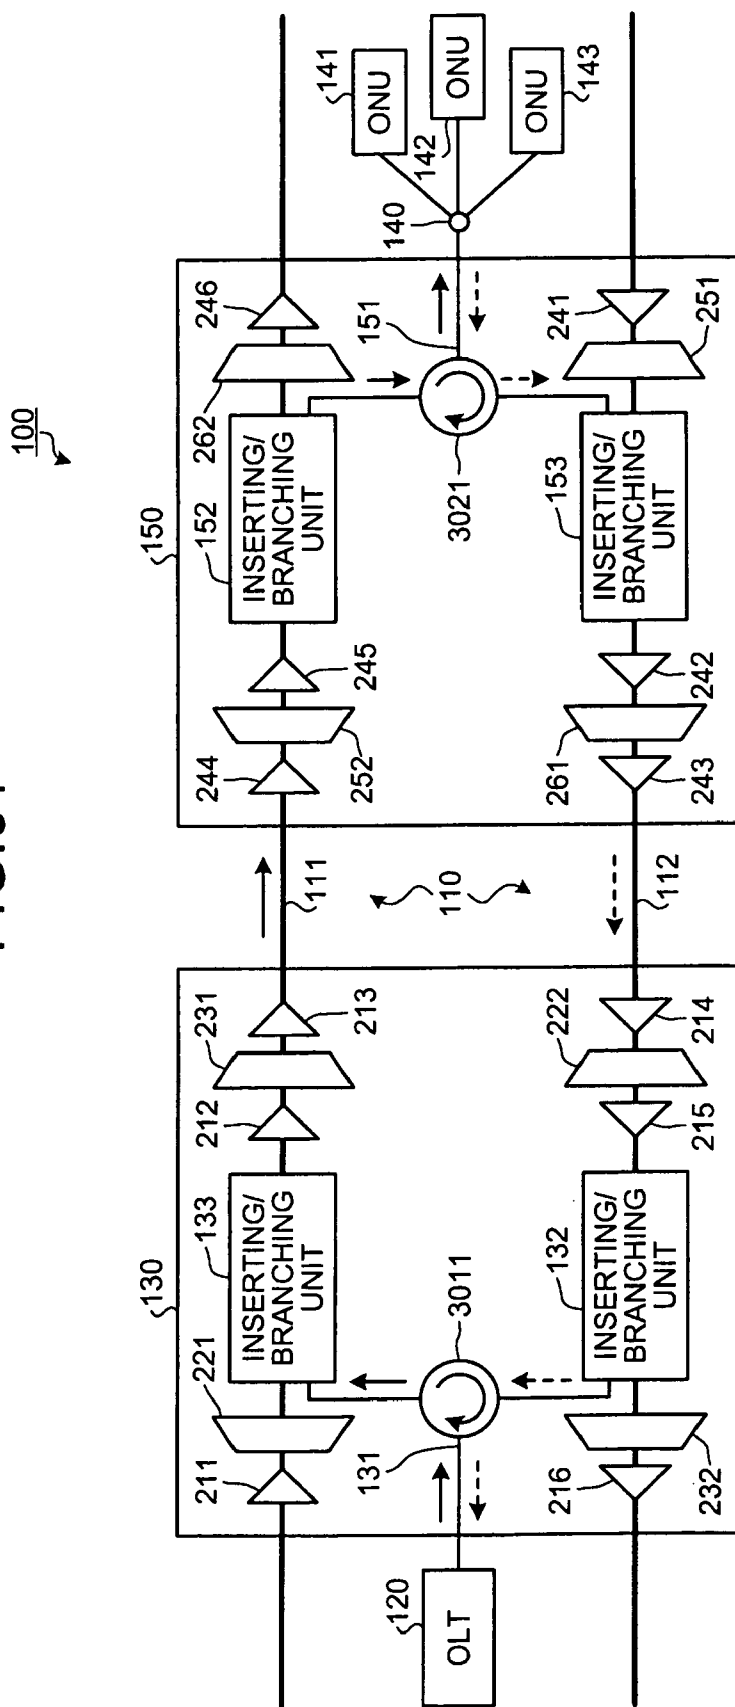 100
130
150
211
221
133
INSERTING/
BRANCHING
UNIT
212
231
213
111
244
252
245
152
INSERTING/
BRANCHING
UNIT
262
246
110
120
OLT
131
3011
3021
151
140
141
ONU
142
ONU
143
ONU
216
232
132
INSERTING/
BRANCHING
UNIT
215
222
214
112
243
261
242
153
INSERTING/
BRANCHING
UNIT
251
241